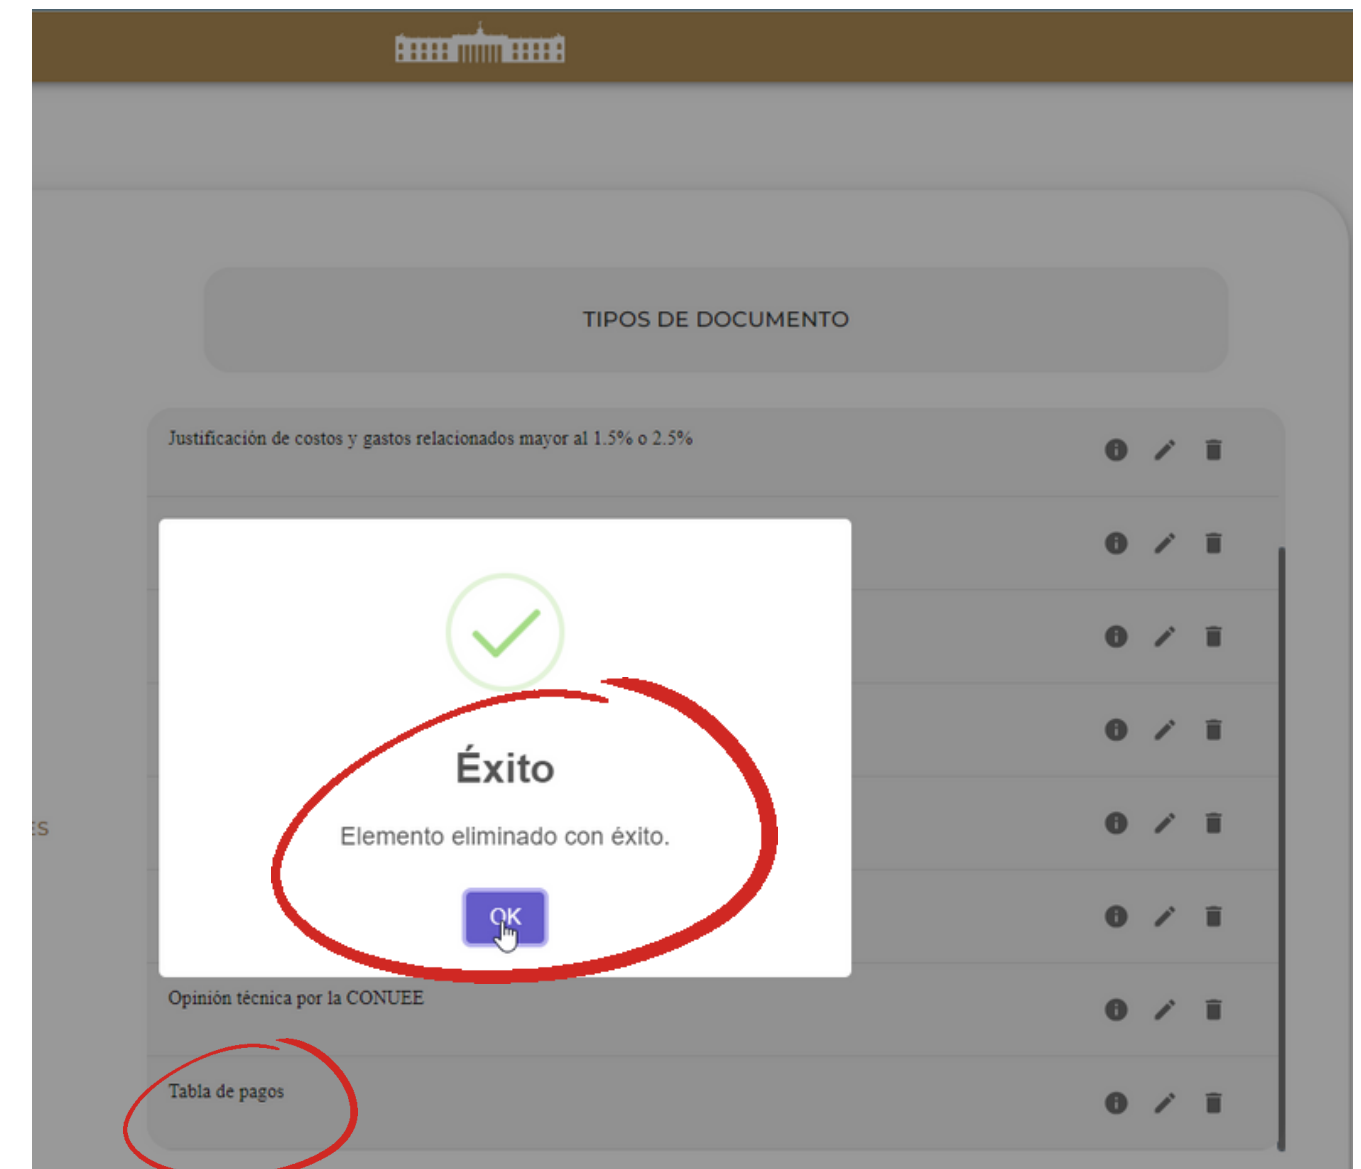 TIPOS DE DOCUMENTO
Justificación de costos y gastos relacionados mayor al 1.5% o 2.5%
Éxito
Elemento eliminado con éxito.
OK
Opinión técnica por la CONUEE
Tabla de pagos